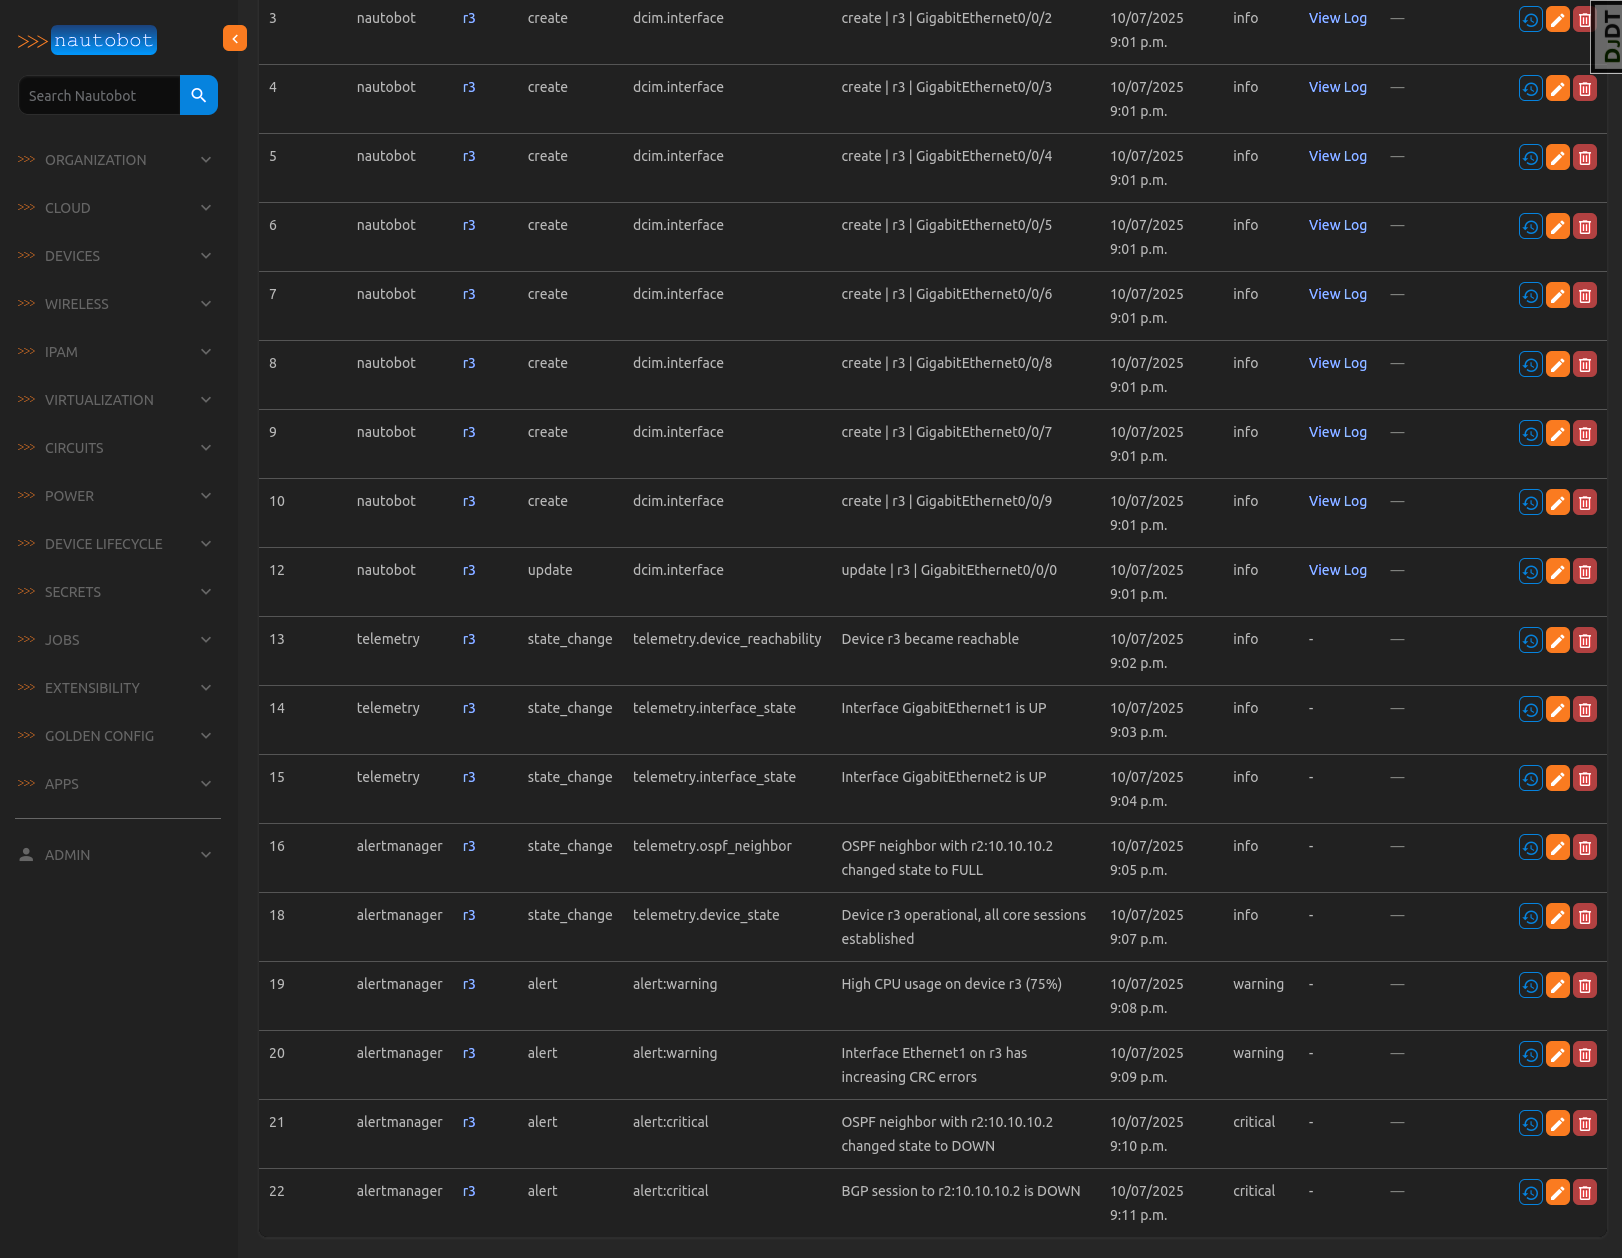 >>> nautobot
Search Nautobot
>>> ORGANIZATION
>>> CLOUD
>>> DEVICES
>>> WIRELESS
>>> IPAM
>>> VIRTUALIZATION
>>> CIRCUITS
>>> POWER
>>> DEVICE LIFECYCLE
>>> SECRETS
>>> JOBS
>>> EXTENSIBILITY
>>> GOLDEN CONFIG
>>> APPS
ADMIN
3 nautobot r3 create dcim.interface create | r3 | GigabitEthernet0/0/2 10/07/2025 info View Log —
9:01 p.m.
4 nautobot r3 create dcim.interface create | r3 | GigabitEthernet0/0/3 10/07/2025 info View Log —
9:01 p.m.
5 nautobot r3 create dcim.interface create | r3 | GigabitEthernet0/0/4 10/07/2025 info View Log —
9:01 p.m.
6 nautobot r3 create dcim.interface create | r3 | GigabitEthernet0/0/5 10/07/2025 info View Log —
9:01 p.m.
7 nautobot r3 create dcim.interface create | r3 | GigabitEthernet0/0/6 10/07/2025 info View Log —
9:01 p.m.
8 nautobot r3 create dcim.interface create | r3 | GigabitEthernet0/0/8 10/07/2025 info View Log —
9:01 p.m.
9 nautobot r3 create dcim.interface create | r3 | GigabitEthernet0/0/7 10/07/2025 info View Log —
9:01 p.m.
10 nautobot r3 create dcim.interface create | r3 | GigabitEthernet0/0/9 10/07/2025 info View Log —
9:01 p.m.
12 nautobot r3 update dcim.interface update | r3 | GigabitEthernet0/0/0 10/07/2025 info View Log —
9:01 p.m.
13 telemetry r3 state_change telemetry.device_reachability Device r3 became reachable 10/07/2025 info - —
9:02 p.m.
14 telemetry r3 state_change telemetry.interface_state Interface GigabitEthernet1 is UP 10/07/2025 info - —
9:03 p.m.
15 telemetry r3 state_change telemetry.interface_state Interface GigabitEthernet2 is UP 10/07/2025 info - —
9:04 p.m.
16 alertmanager r3 state_change telemetry.ospf_neighbor OSPF neighbor with r2:10.10.10.2 10/07/2025 info - —
changed state to FULL 9:05 p.m.
18 alertmanager r3 state_change telemetry.device_state Device r3 operational, all core sessions 10/07/2025 info - —
established 9:07 p.m.
19 alertmanager r3 alert alert:warning High CPU usage on device r3 (75%) 10/07/2025 warning - —
9:08 p.m.
20 alertmanager r3 alert alert:warning Interface Ethernet1 on r3 has 10/07/2025 warning - —
increasing CRC errors 9:09 p.m.
21 alertmanager r3 alert alert:critical OSPF neighbor with r2:10.10.10.2 10/07/2025 critical - —
changed state to DOWN 9:10 p.m.
22 alertmanager r3 alert alert:critical BGP session to r2:10.10.10.2 is DOWN 10/07/2025 critical - —
9:11 p.m.
DJDT